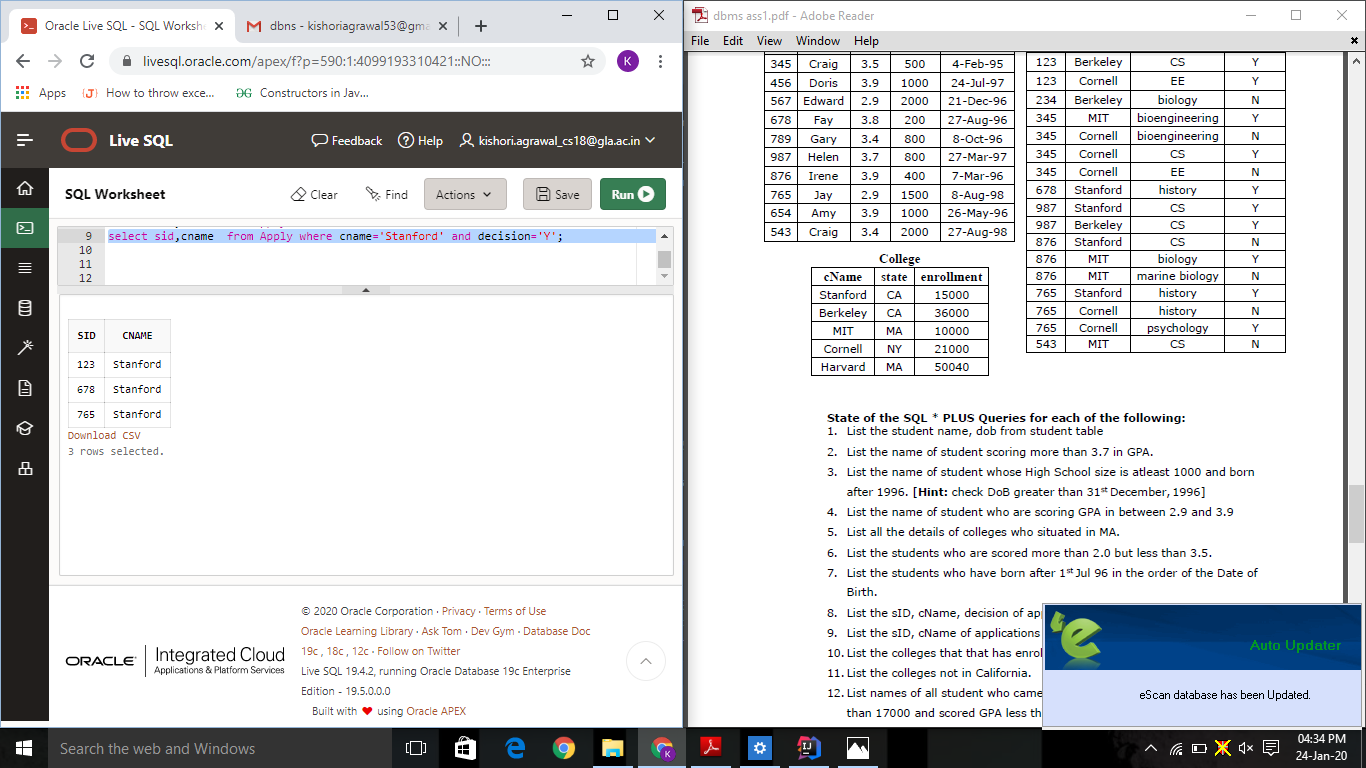 Oracle Live SQL - SQL Workshe
dbns - kishoriagrawal53@gma
livesql.oracle.com/apex/f?p=590:1:4099193310421::NO:::
K
Apps
How to throw exce...
Constructors in Jav...
Live SQL
Feedback
Help
kishori.agrawal_cs18@gla.ac.in
SQL Worksheet
Clear
Find
Actions
Save
Run
9 select sid,cname from Apply where cname='Stanford' and decision='Y';
10
11
12
SID CNAME
123 Stanford
678 Stanford
765 Stanford
Download CSV
3 rows selected.
© 2020 Oracle Corporation · Privacy · Terms of Use
Oracle Learning Library · Ask Tom · Dev Gym · Database Doc
19c , 18c , 12c · Follow on Twitter
Live SQL 19.4.2, running Oracle Database 19c Enterprise
Edition - 19.5.0.0.0
Built with ❤ using Oracle APEX
ORACLE Integrated Cloud
Applications & Platform Services
dbms ass1.pdf - Adobe Reader
File Edit View Window Help
345 Craig 3.5 500 4-Feb-95
456 Doris 3.9 1000 24-Jul-97
567 Edward 2.9 2000 21-Dec-96
678 Fay 3.8 200 27-Aug-96
789 Gary 3.4 800 8-Oct-96
987 Helen 3.7 800 27-Mar-97
876 Irene 3.9 400 7-Mar-96
765 Jay 2.9 1500 8-Aug-98
654 Amy 3.9 1000 26-May-96
543 Craig 3.4 2000 27-Aug-98
College
cName state enrollment
Stanford CA 15000
Berkeley CA 36000
MIT MA 10000
Cornell NY 21000
Harvard MA 50040
123 Berkeley CS Y
123 Cornell EE Y
234 Berkeley biology N
345 MIT bioengineering Y
345 Cornell bioengineering N
345 Cornell CS Y
345 Cornell EE N
678 Stanford history Y
987 Stanford CS Y
987 Berkeley CS Y
876 Stanford CS N
876 MIT biology Y
876 MIT marine biology N
765 Stanford history Y
765 Cornell history N
765 Cornell psychology Y
543 MIT CS N
State of the SQL * PLUS Queries for each of the following:
1. List the student name, dob from student table
2. List the name of student scoring more than 3.7 in GPA.
3. List the name of student whose High School size is atleast 1000 and born
after 1996. [Hint: check DoB greater than 31st December, 1996]
4. List the name of student who are scoring GPA in between 2.9 and 3.9
5. List all the details of colleges who situated in MA.
6. List the students who are scored more than 2.0 but less than 3.5.
7. List the students who have born after 1st Jul 96 in the order of the Date of
Birth.
8. List the sID, cName, decision of ap
9. List the sID, cName of applications
10. List the colleges that that has enrol
11. List the colleges not in California.
12. List names of all student who came
than 17000 and scored GPA less th
Auto Updater
eScan database has been Updated.
Search the web and Windows
04:34 PM
24-Jan-20